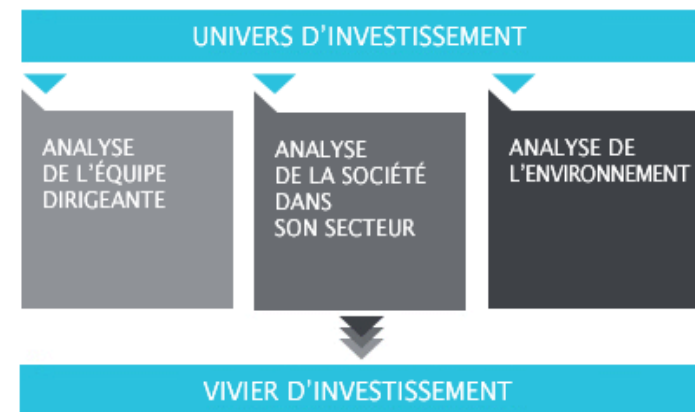 UNIVERS D'INVESTISSEMENT
ANALYSE
DE L'ÉQUIPE
DIRIGEANTE
ANALYSE
DE LA SOCIÉTÉ
DANS
SON SECTEUR
ANALYSE DE
L'ENVIRONNEMENT
VIVIER D'INVESTISSEMENT